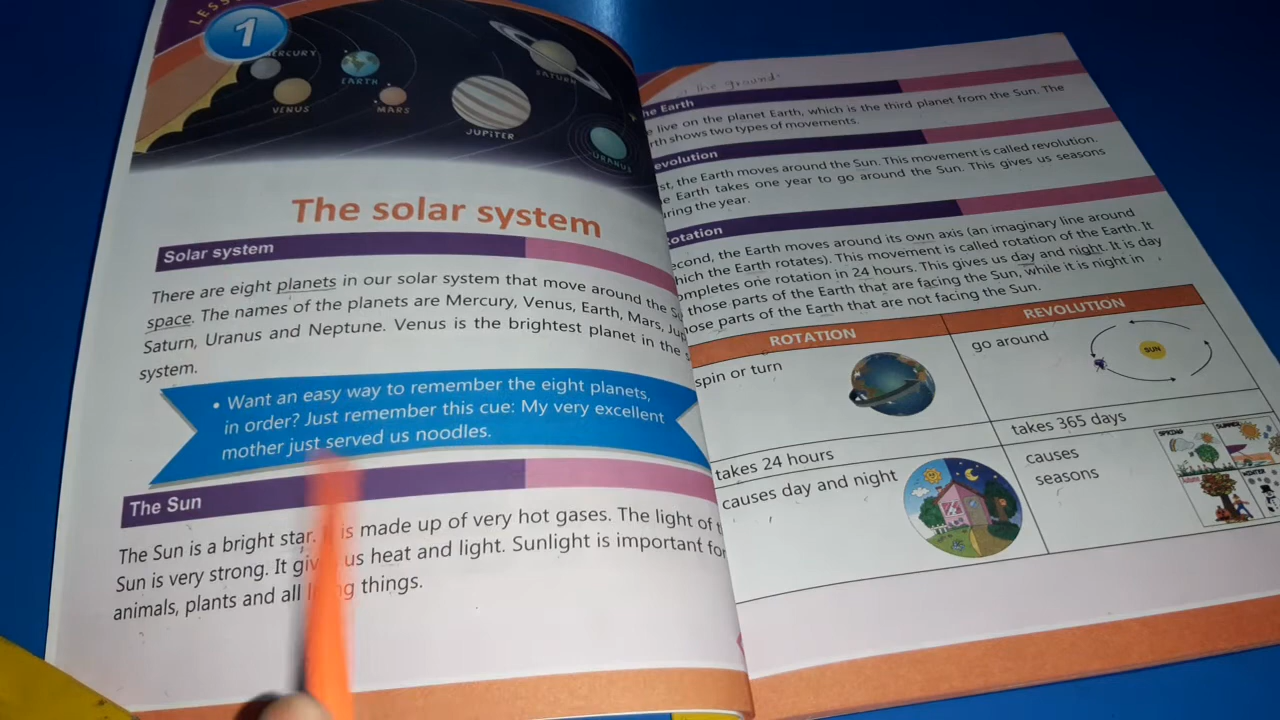 1
MERCURY
EARTH
VENUS
MARS
JUPITER
SATURN
URANUS
The solar system
Solar system
There are eight planets in our solar system that move around the
space. The names of the planets are Mercury, Venus, Earth, Mars,
Saturn, Uranus and Neptune. Venus is the brightest planet in the
system.
• Want an easy way to remember the eight planets,
in order? Just remember this cue: My very excellent
mother just served us noodles.
The Sun
The Sun is a bright star. is made up of very hot gases. The light of
Sun is very strong. It us heat and light. Sunlight is important for
animals, plants and all things.
the ground
Earth
live on the planet Earth, which is the third planet from the Sun. The
shows two types of movements.
the Earth moves around the Sun. This movement is called revolution.
Earth takes one year to go around the Sun. This gives us seasons
the year.
the Earth moves around its own axis (an imaginary line around
the Earth rotates). This movement is called rotation of the Earth. It
one rotation in 24 hours. This gives us day and night. It is day
those parts of the Earth that are facing the Sun, while it is night in
parts of the Earth that are not facing the Sun.
ROTATION
REVOLUTION
spin or turn
go around
SUN
takes 24 hours
takes 365 days
causes day and night
causes
seasons
SPRING
SUMMER
WINTER